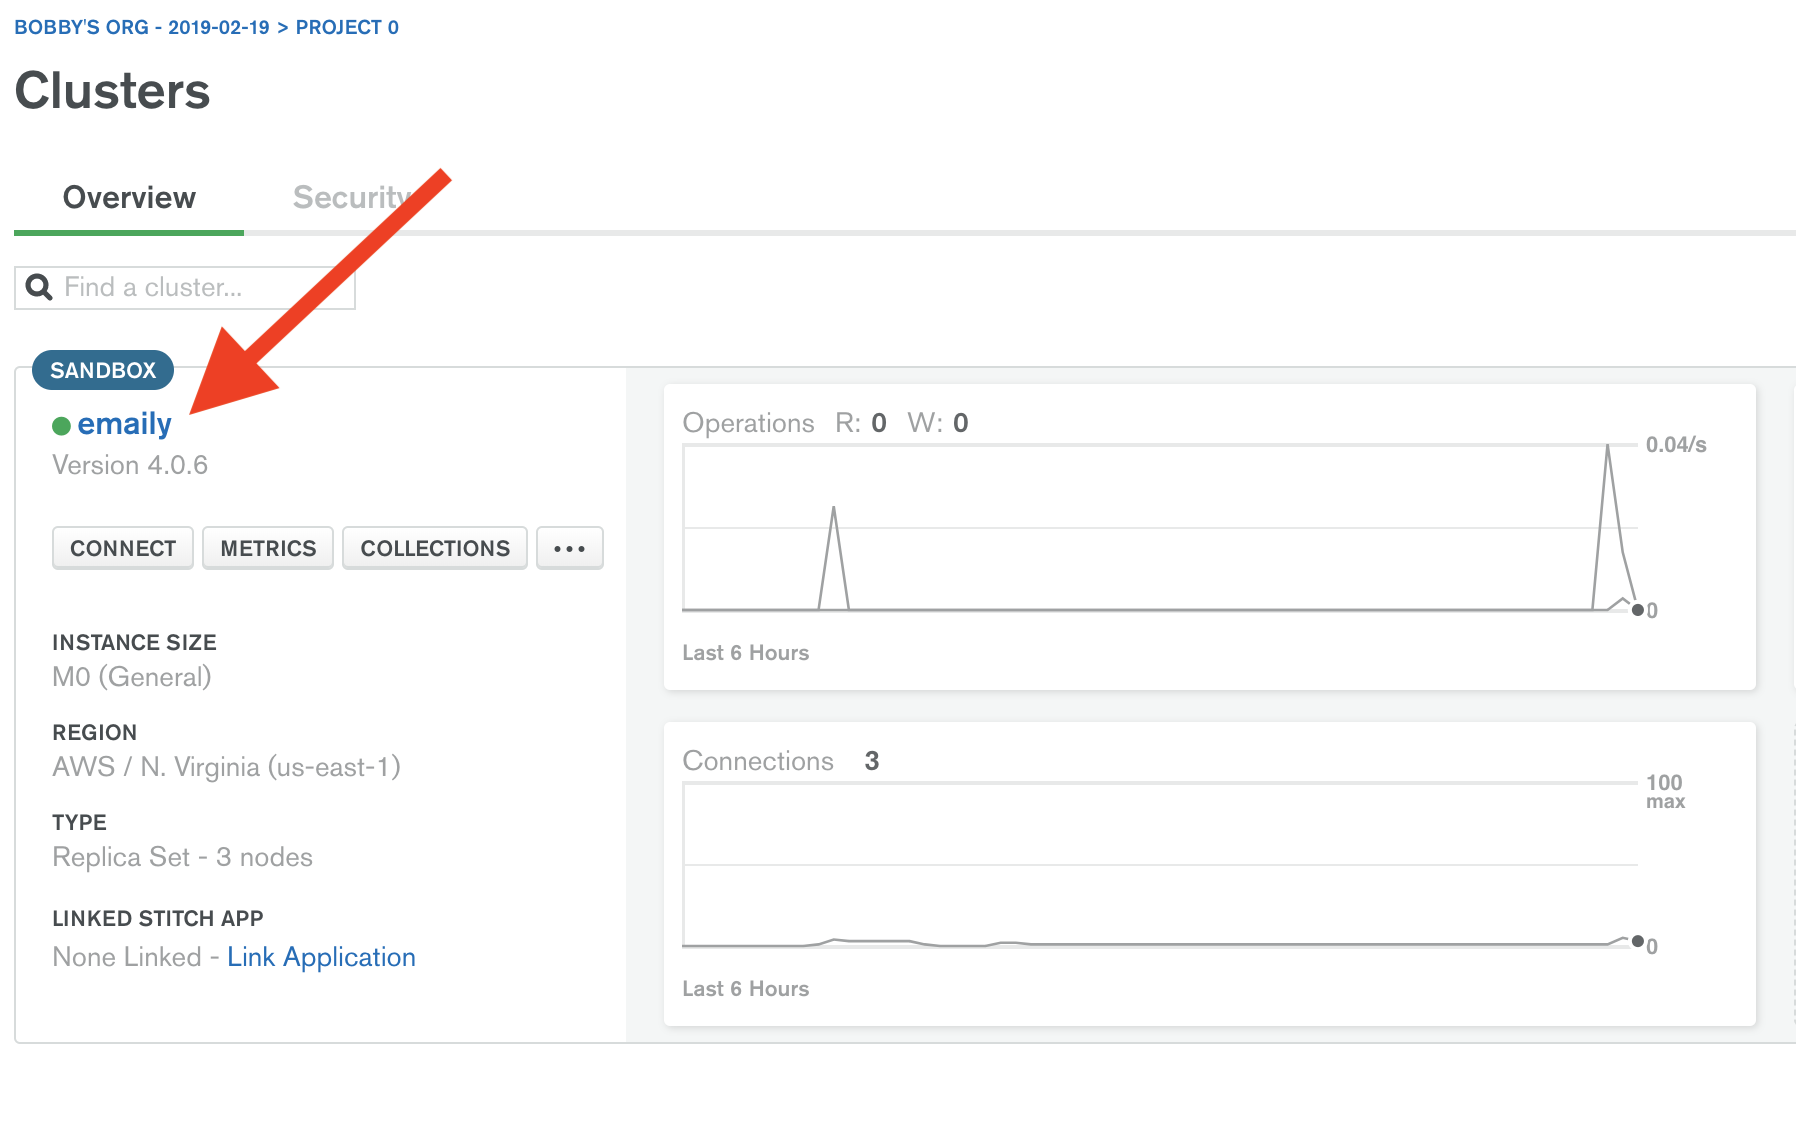 BOBBY'S ORG - 2019-02-19 > PROJECT 0
Clusters
Overview Security
Find a cluster...
SANDBOX
emaily
Version 4.0.6
CONNECT METRICS COLLECTIONS ...
INSTANCE SIZE
M0 (General)
REGION
AWS / N. Virginia (us-east-1)
TYPE
Replica Set - 3 nodes
LINKED STITCH APP
None Linked - Link Application
Operations R: 0 W: 0
0.04/s
0
Last 6 Hours
Connections 3
100
max
0
Last 6 Hours